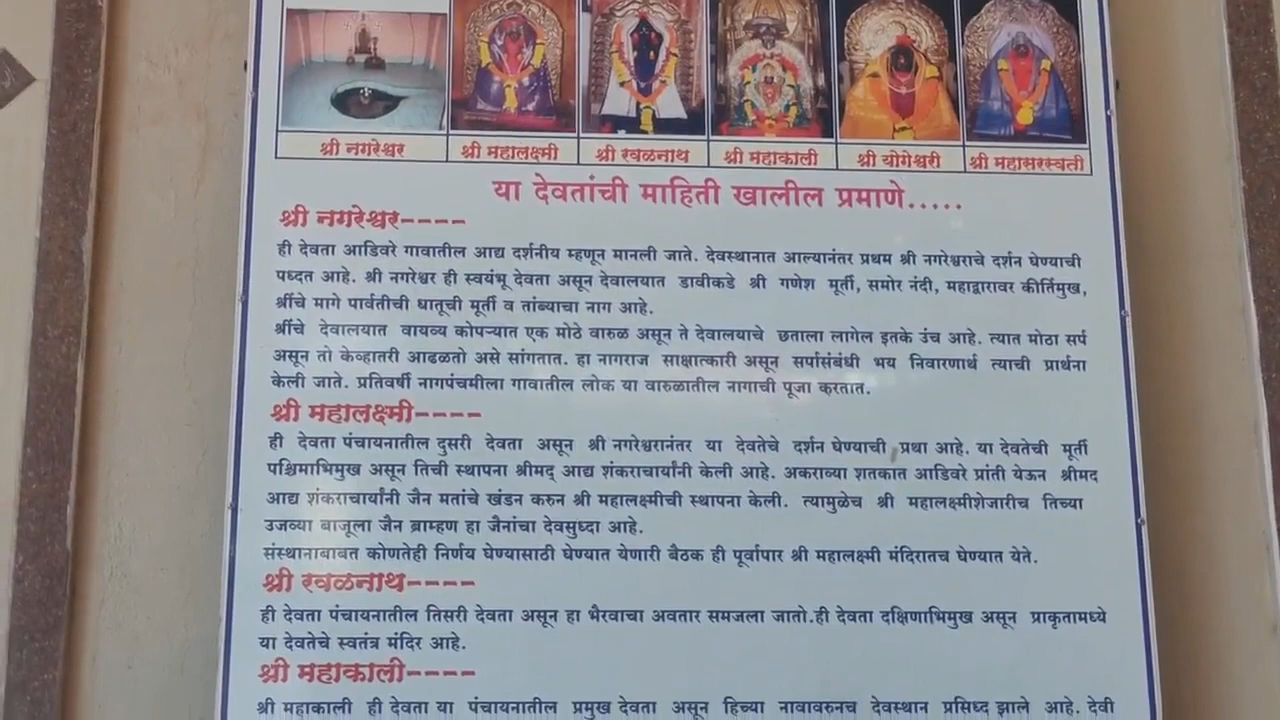 श्री नगरेश्वर
श्री महालक्ष्मी
श्री रवळनाथ
श्री महाकाली
श्री योगेश्वरी
श्री महासरस्वती
या देवतांची माहिती खालील प्रमाणे.....
श्री नगरेश्वर----
ही देवता आडिवरे गावातील आद्य दर्शनीय म्हणून मानली जाते. देवस्थानात आल्यानंतर प्रथम श्री नगरेश्वराचे दर्शन घेण्याची
पध्दत आहे. श्री नगरेश्वर ही स्वयंभू देवता असून देवालयात डावीकडे श्री गणेश मूर्ती, समोर नंदी, महाद्वारावर कीर्तिमुख,
श्रींचे मागे पार्वतीची धातूची मूर्ती व तांब्याचा नाग आहे.
श्रींचे देवालयात वायव्य कोपऱ्यात एक मोठे वारुळ असून ते देवालयाचे छताला लागेल इतके उंच आहे. त्यात मोठा सर्प
असून तो केव्हातरी आढळतो असे सांगतात. हा नागराज साक्षात्कारी असून सर्पासंबंधी भय निवारणार्थ त्याची प्रार्थना
केली जाते. प्रतिवर्षी नागपंचमीला गावातील लोक या वारुळातील नागाची पूजा करतात.
श्री महालक्ष्मी----
ही देवता पंचायनातील दुसरी देवता असून श्री नगरेश्वरानंतर या देवतेचे दर्शन घेण्याची प्रथा आहे. या देवतेची मूर्ती
पश्चिमाभिमुख असून तिची स्थापना श्रीमद् आद्य शंकराचार्यांनी केली आहे. अकराव्या शतकात आडिवरे प्रांती येऊन श्रीमद
आद्य शंकराचार्यांनी जैन मतांचे खंडन करुन श्री महालक्ष्मीची स्थापना केली. त्यामुळेच श्री महालक्ष्मीशेजारीच तिच्या
उजव्या बाजूला जैन ब्राम्हण हा जैनांचा देवसुध्दा आहे.
संस्थानाबाबत कोणतेही निर्णय घेण्यासाठी घेण्यात येणारी बैठक ही पूर्वापार श्री महालक्ष्मी मंदिरातच घेण्यात येते.
श्री रवळनाथ----
ही देवता पंचायनातील तिसरी देवता असून हा भैरवाचा अवतार समजला जातो.ही देवता दक्षिणाभिमुख असून प्राकृतामध्ये
या देवतेचे स्वतंत्र मंदिर आहे.
श्री महाकाली----
श्री महाकाली ही देवता या पंचायनातील प्रमुख देवता असून हिच्या नावावरुनच देवस्थान प्रसिध्द झाले आहे. देवी